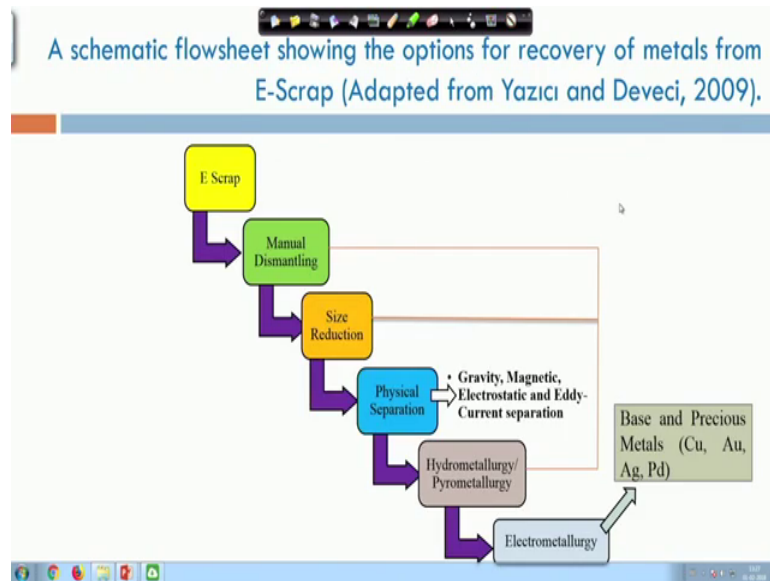 A schematic flowsheet showing the options for recovery of metals from
E-Scrap (Adapted from Yazıcı and Deveci, 2009).
E Scrap
Manual
Dismantling
Size
Reduction
Physical
Separation
• Gravity, Magnetic,
Electrostatic and Eddy-
Current separation
Hydrometallurgy/
Pyrometallurgy
Base and Precious
Metals (Cu, Au,
Ag, Pd)
Electrometallurgy